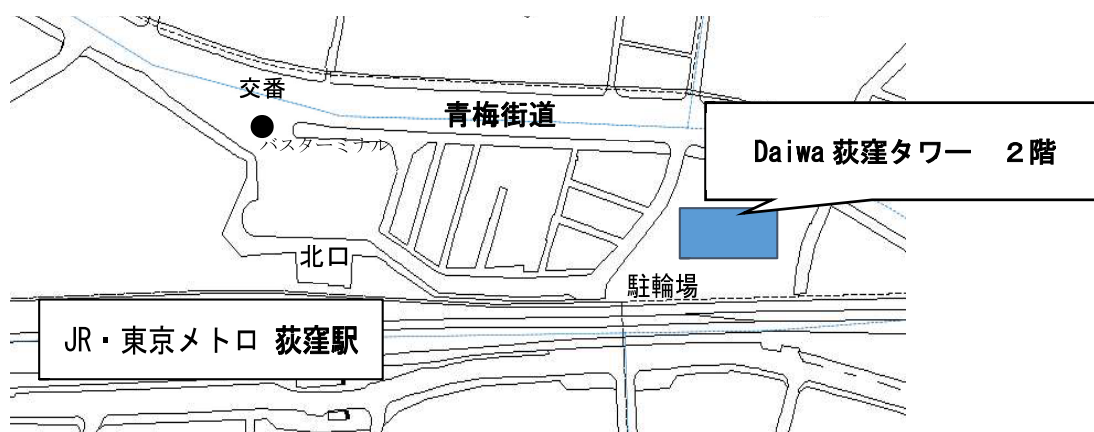 交番
青梅街道
バスターミナル
Daiwa 荻窪タワー　２階
北口
駐輪場
JR・東京メトロ 荻窪駅